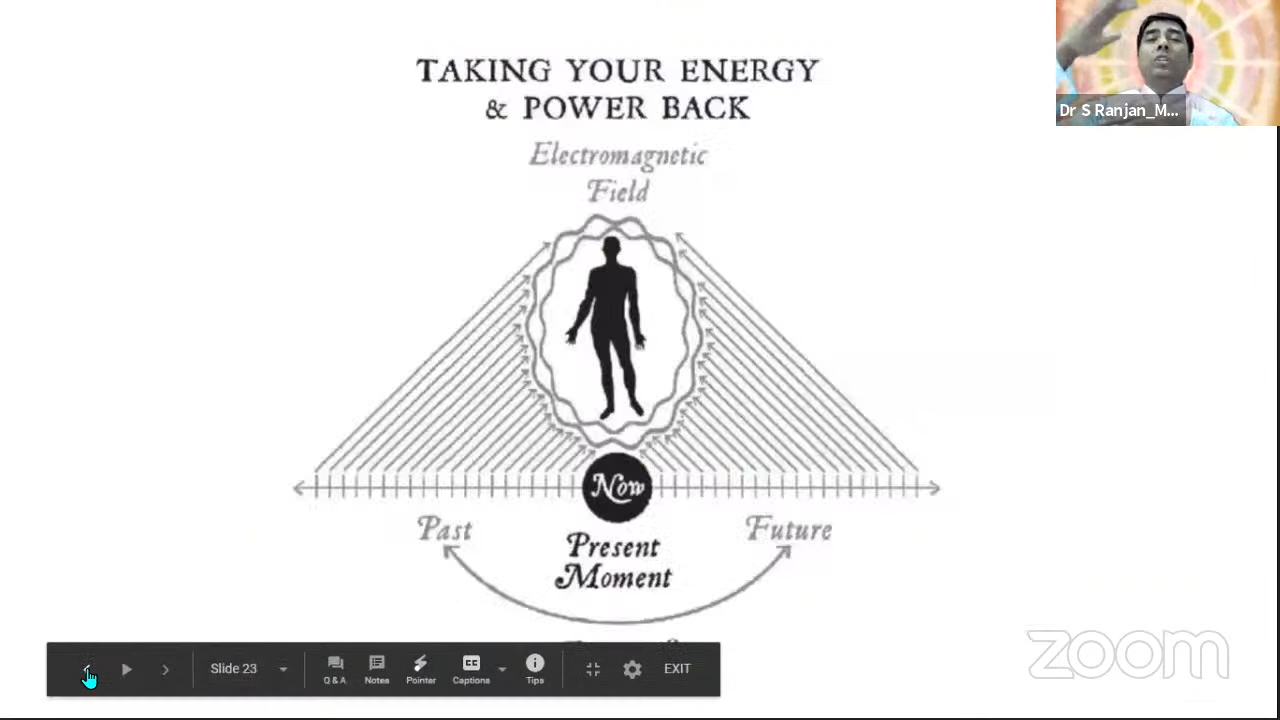 TAKING YOUR ENERGY
& POWER BACK
Electromagnetic
Field
Dr S Ranjan_M...
Now
Past
Future
Present
Moment
Slide 23
Q & A
Notes
Pointer
CC
Captions
Tips
EXIT
zoom